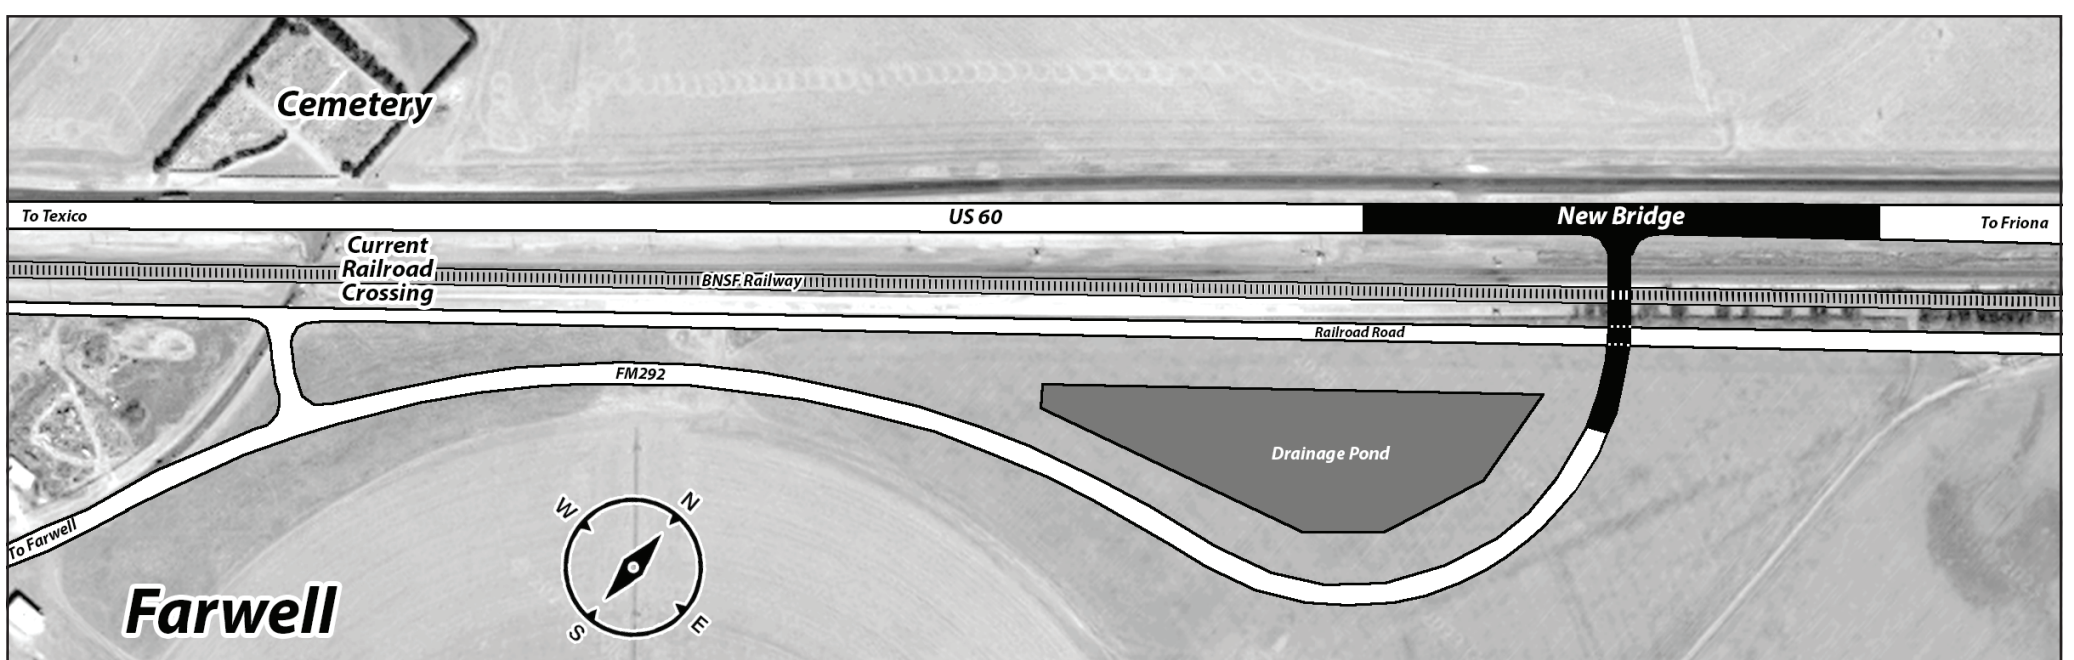 Cemetery
To Texico
US 60
New Bridge
To Friona
Current
Railroad
Crossing
BNSF Railway
Railroad Road
FM292
Drainage Pond
To Farwell
W
N
S
E
Farwell